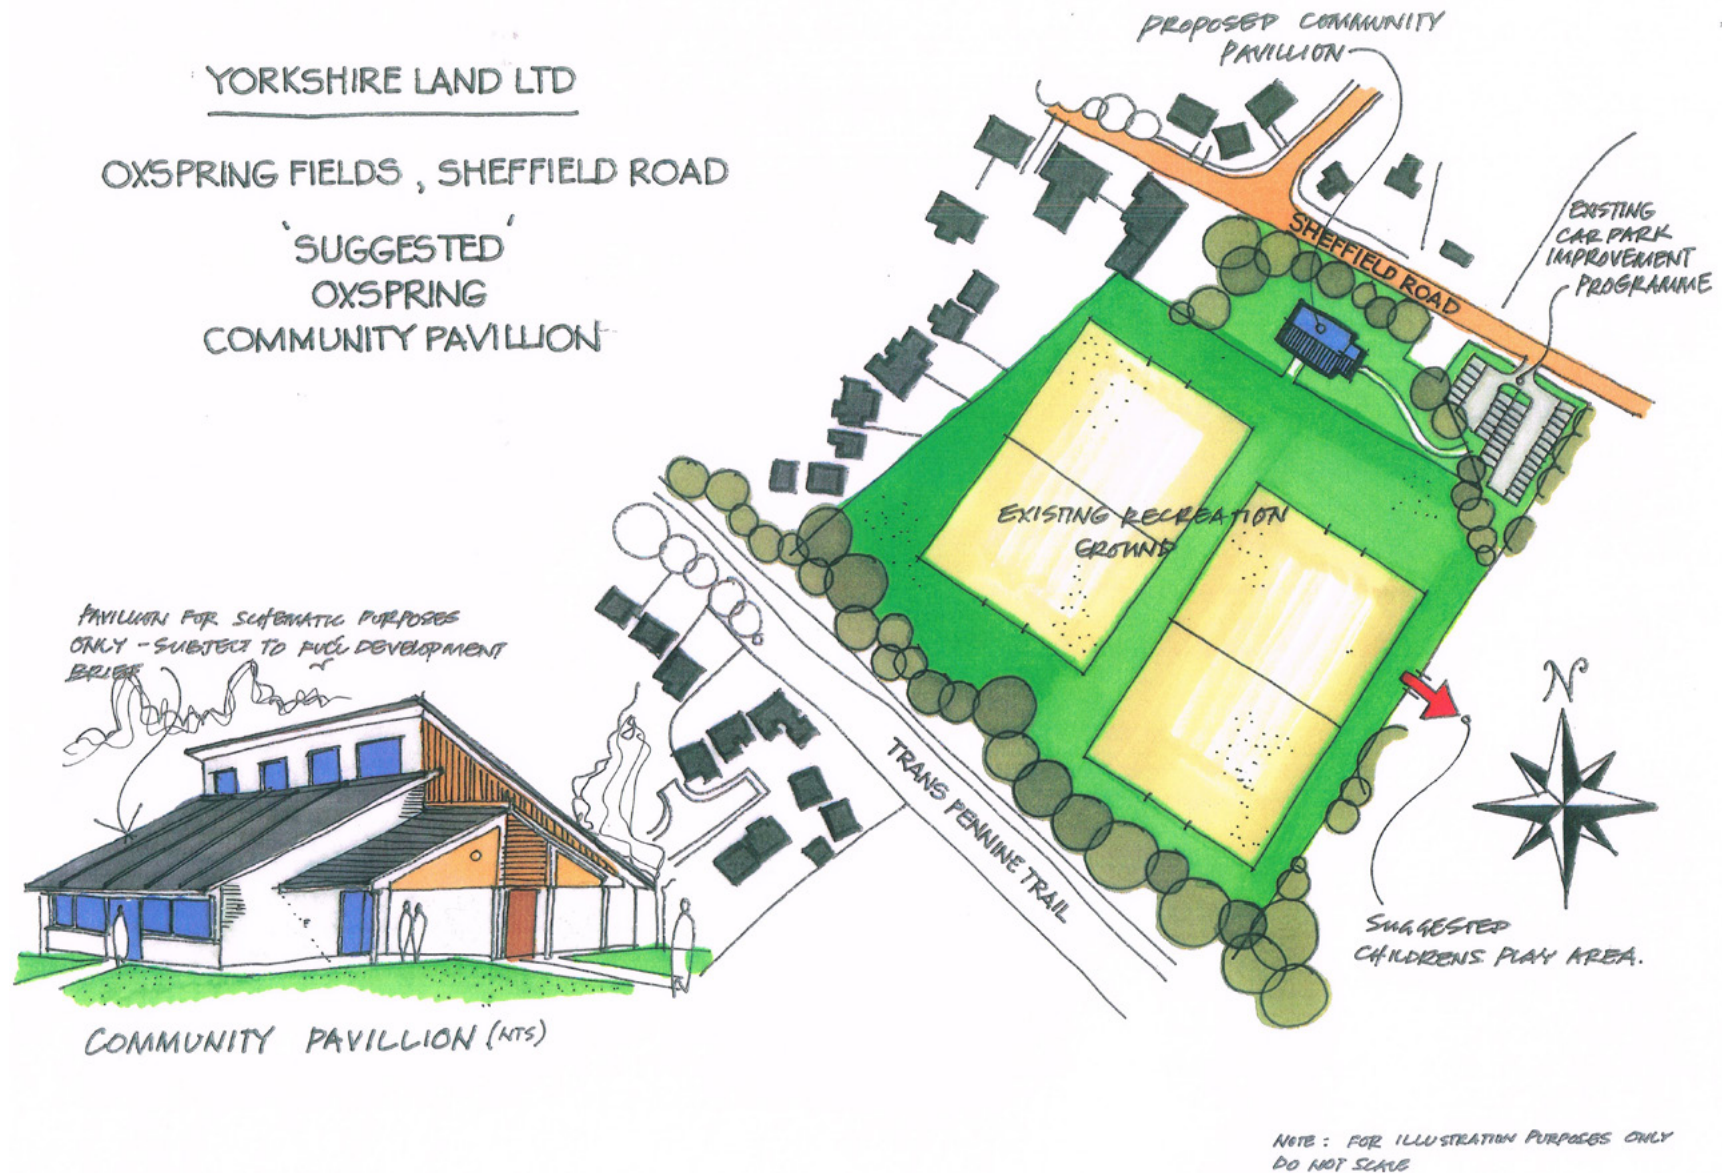 YORKSHIRE LAND LTD
OXSPRING FIELDS, SHEFFIELD ROAD
'SUGGESTED'
OXSPRING
COMMUNITY PAVILLION
PROPOSED COMMUNITY
PAVILLION
EXISTING
CAR PARK
IMPROVEMENT
PROGRAMME
SHEFFIELD ROAD
EXISTING RECREATION
GROUND
TRANS PENNINE TRAIL
N
SUGGESTED
CHILDRENS PLAY AREA.
PAVILLION FOR SCHEMATIC PURPOSES
ONLY - SUBJECT TO FULL DEVELOPMENT
BRIEF
COMMUNITY PAVILLION (NTS)
NOTE: FOR ILLUSTRATION PURPOSES ONLY
DO NOT SCALE